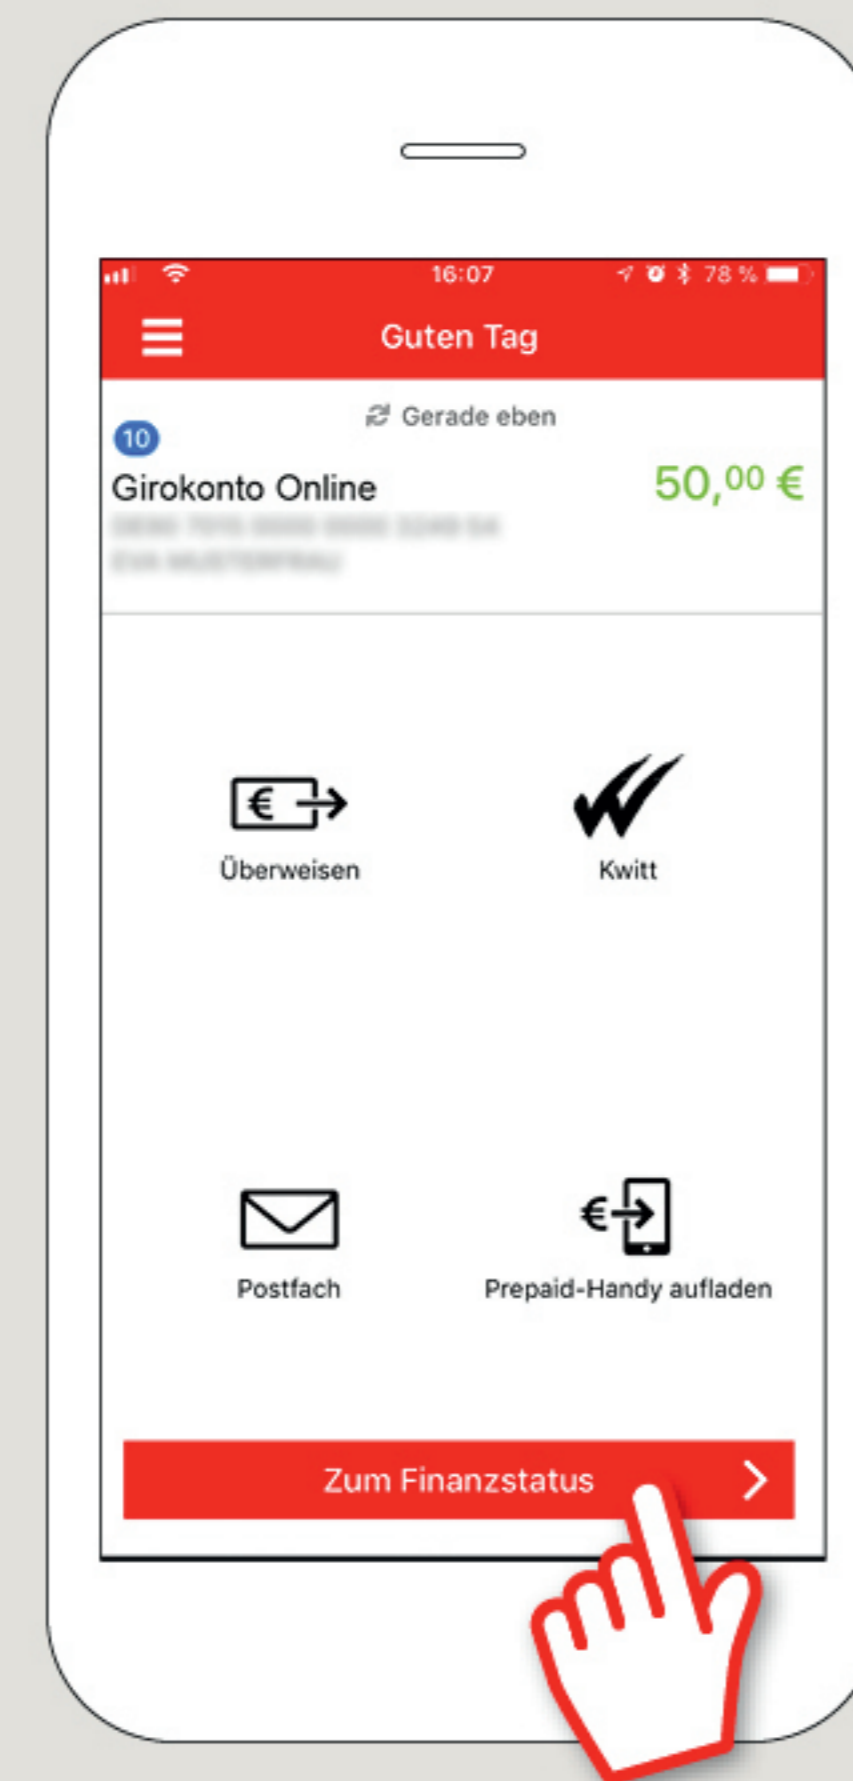 16:07
78 %
Guten Tag
Gerade eben
10
Girokonto Online
50,00 €
Überweisen
Kwitt
Postfach
Prepaid-Handy aufladen
Zum Finanzstatus